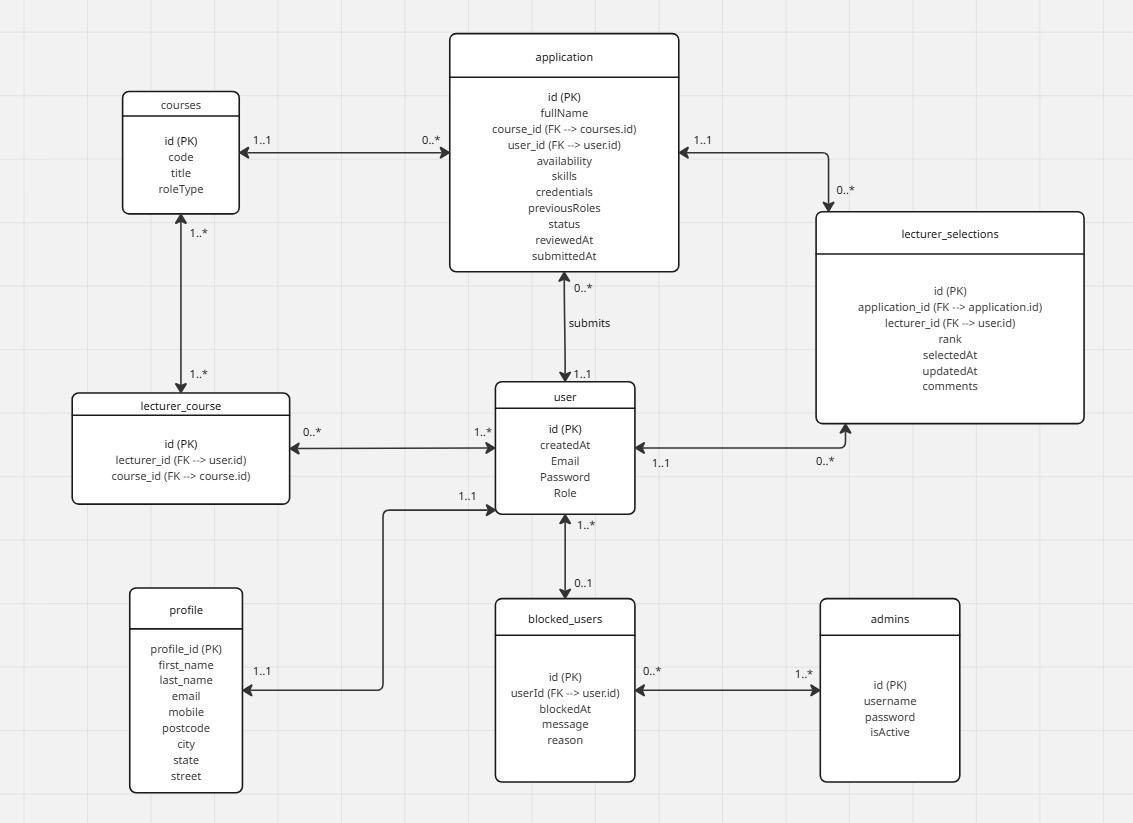 application
id (PK)
fullName
course_id (FK --> courses.id)
user_id (FK --> user.id)
availability
skills
credentials
previousRoles
status
reviewedAt
submittedAt
courses
id (PK)
code
title
roleType
1..1
0..*
1..1
0..*
lecturer_selections
id (PK)
application_id (FK --> application.id)
lecturer_id (FK --> user.id)
rank
selectedAt
updatedAt
comments
1..*
1..*
0..*
submits
1..1
lecturer_course
id (PK)
lecturer_id (FK --> user.id)
course_id (FK --> course.id)
0..*
1..*
user
id (PK)
createdAt
Email
Password
Role
1..1
0..*
1..1
1..*
0..1
profile
profile_id (PK)
first_name
last_name
email
mobile
postcode
city
state
street
1..1
blocked_users
id (PK)
userId (FK --> user.id)
blockedAt
message
reason
0..*
1..*
admins
id (PK)
username
password
isActive